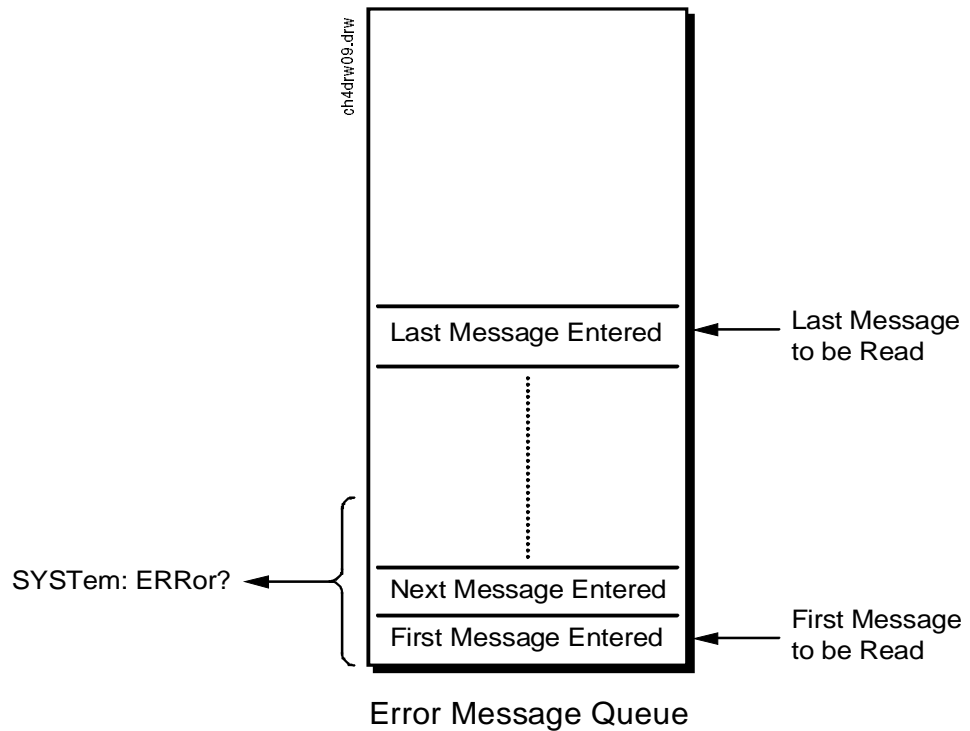 ch4drw09.drw
Last Message Entered
Last Message
to be Read
SYSTem: ERRor?
Next Message Entered
First Message Entered
First Message
to be Read
Error Message Queue